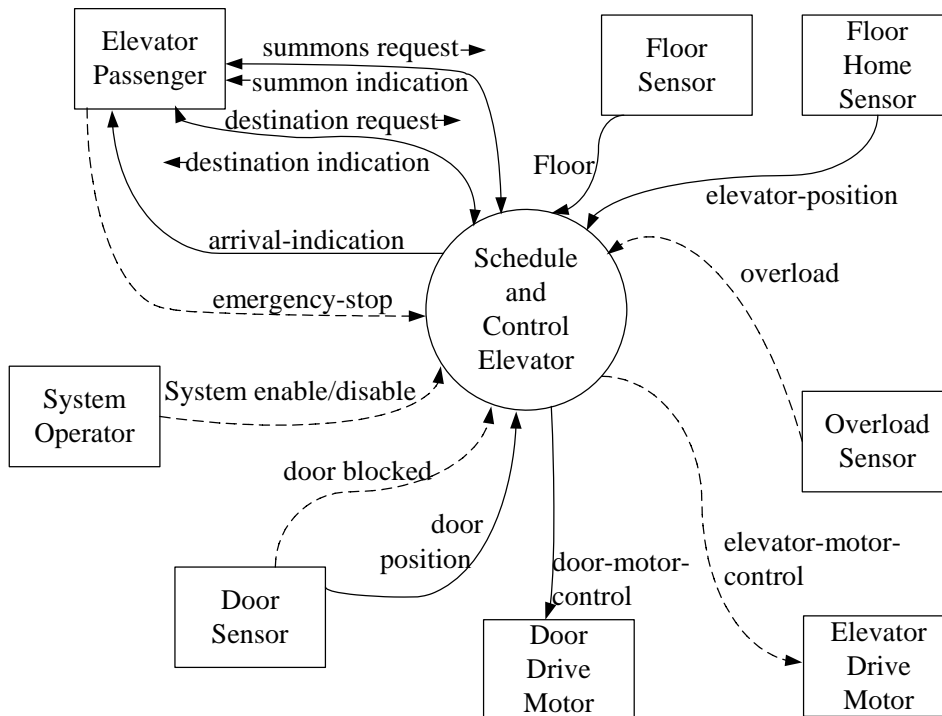 Elevator
Passenger
summons request
summon indication
destination request
destination indication
Floor
Sensor
Floor
Home
Sensor
Floor
elevator-position
arrival-indication
Schedule
and
Control
Elevator
overload
emergency-stop
System enable/disable
System
Operator
Overload
Sensor
door blocked
door
position
elevator-motor-
control
door-motor-
control
Door
Sensor
Door
Drive
Motor
Elevator
Drive
Motor